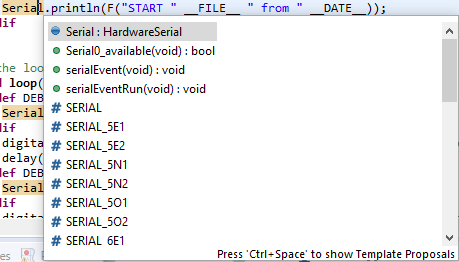 Serial.println(F("START " __FILE__ " from " __DATE__));
dif
Serial : HardwareSerial
Serial0_available(void) : bool
the loo
serialEvent(void) : void
loop(
serialEventRun(void) : void
def DEB
SERIAL
Serial
SERIAL_5E1
dif
SERIAL_5E2
digita
SERIAL_5N1
delay(
def DEB
SERIAL_5N2
Serial
SERIAL_5O1
dif
SERIAL_5O2
digita
SERIAL_6E1
Press 'Ctrl+Space' to show Template Proposals